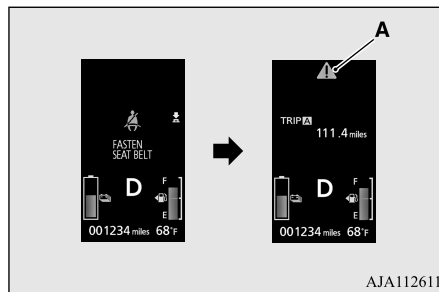 A
FASTEN
SEAT BELT
D
F
E
001234 miles 68°F
TRIP A
111.4 miles
D
F
E
001234 miles 68°F
AJA112611